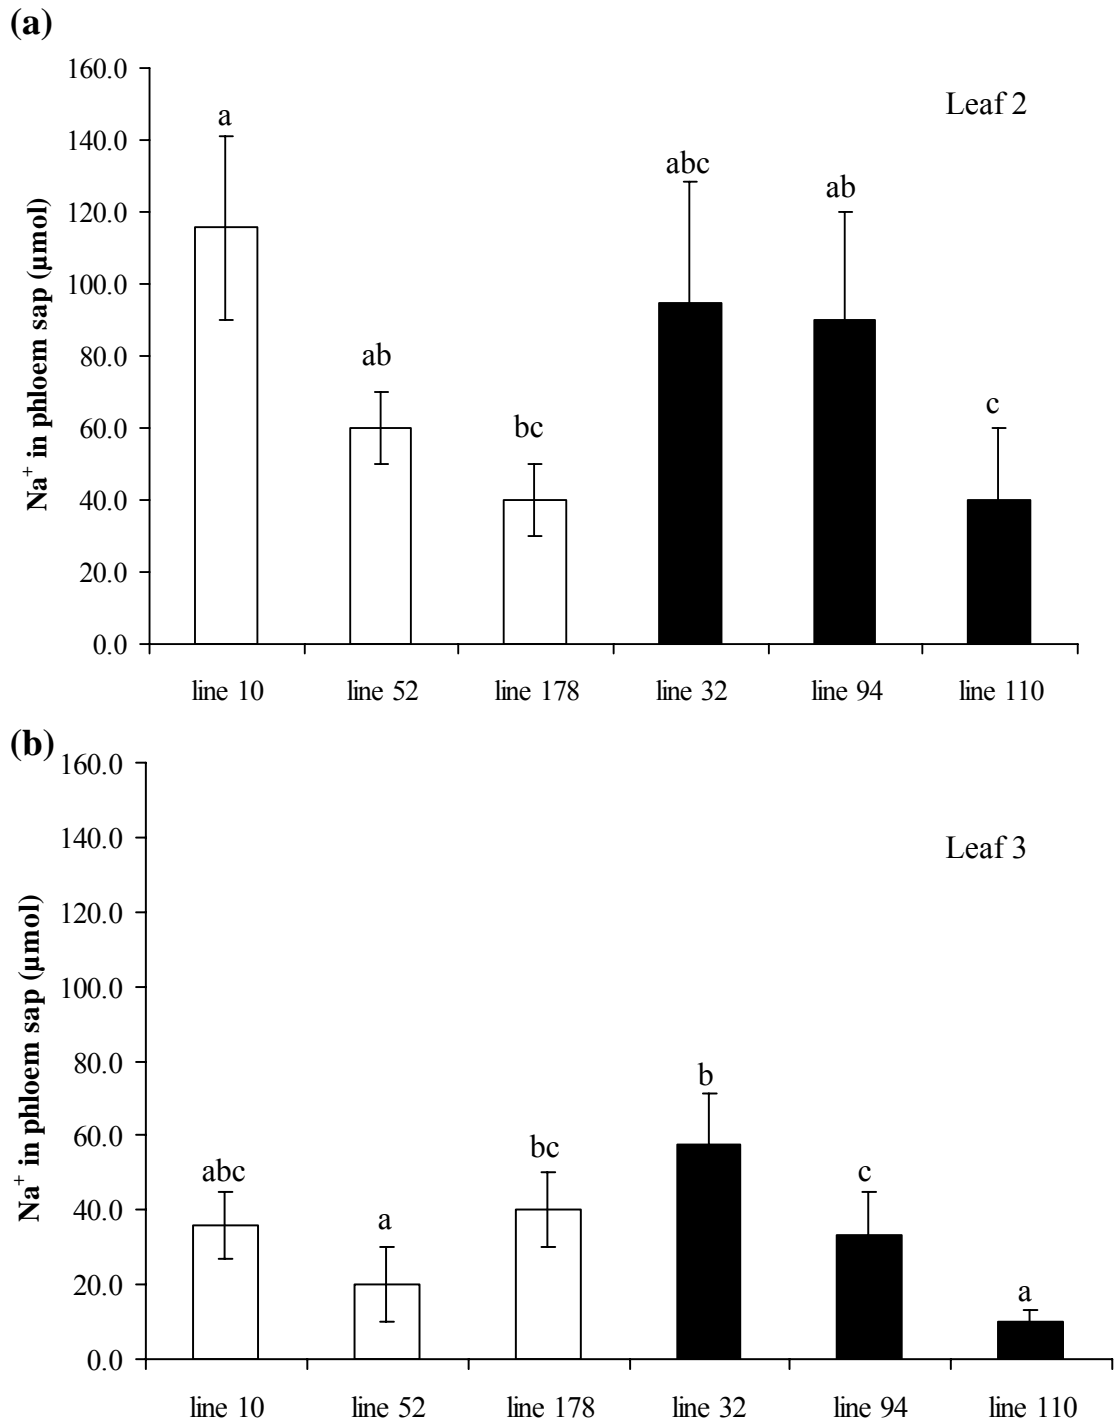 (a)
160.0
140.0
120.0
100.0
80.0
60.0
40.0
20.0
0.0
Na⁺ in phloem sap (µmol)
Leaf 2
a
ab
bc
abc
ab
c
line 10 line 52 line 178 line 32 line 94 line 110
(b)
160.0
140.0
120.0
100.0
80.0
60.0
40.0
20.0
0.0
Na⁺ in phloem sap (µmol)
Leaf 3
abc
a
bc
b
c
a
line 10 line 52 line 178 line 32 line 94 line 110